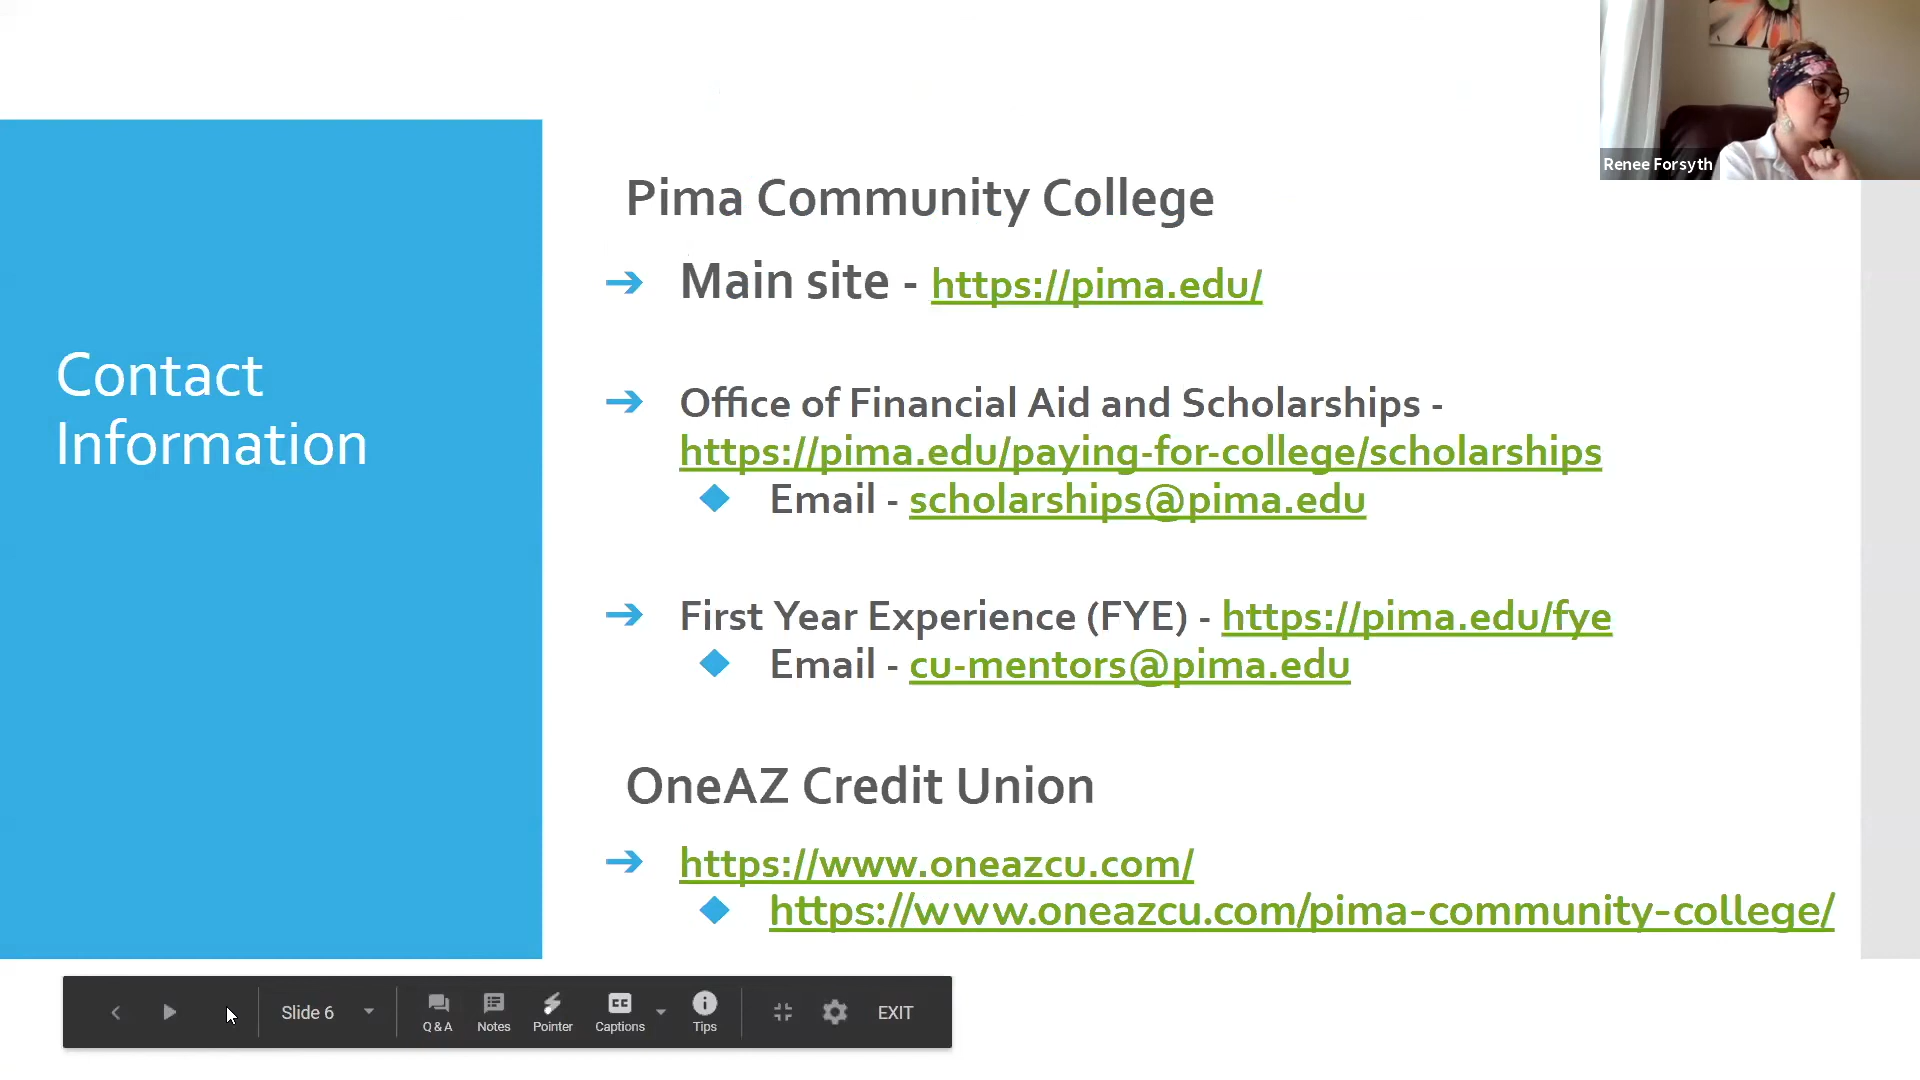 Renee Forsyth
Contact
Information
Pima Community College
➔ Main site - https://pima.edu/
➔ Office of Financial Aid and Scholarships -
https://pima.edu/paying-for-college/scholarships
◆ Email - scholarships@pima.edu
➔ First Year Experience (FYE) - https://pima.edu/fye
◆ Email - cu-mentors@pima.edu
OneAZ Credit Union
➔ https://www.oneazcu.com/
◆ https://www.oneazcu.com/pima-community-college/
Slide 6
Q & A
Notes
Pointer
CC
Captions
Tips
EXIT